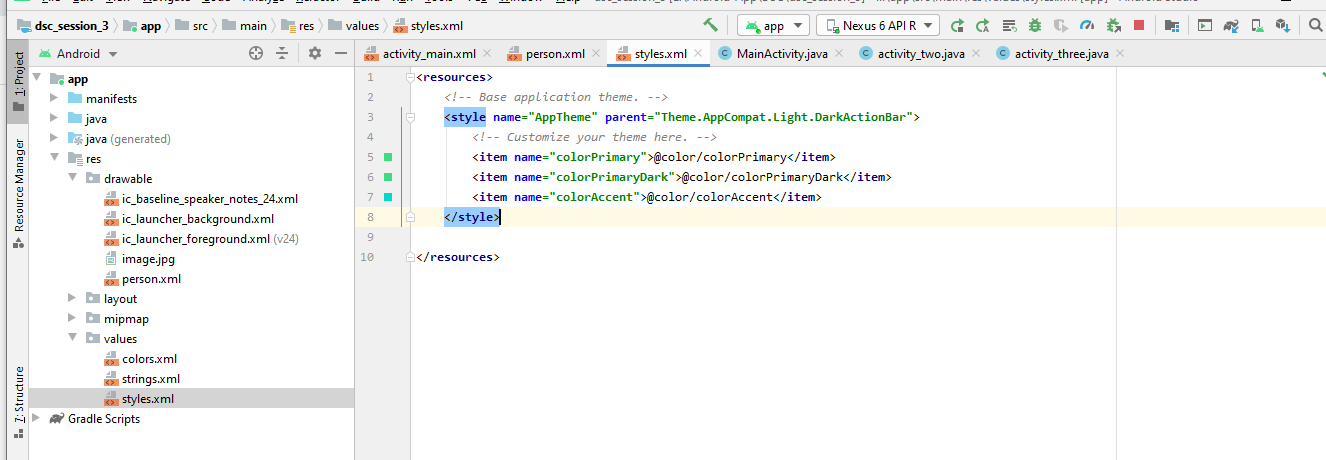 dsc_session_3 app src main res values styles.xml app Nexus 6 API R
1: Project
Resource Manager
7: Structure
Android
app
manifests
java
java (generated)
res
drawable
ic_baseline_speaker_notes_24.xml
ic_launcher_background.xml
ic_launcher_foreground.xml (v24)
image.jpg
person.xml
layout
mipmap
values
colors.xml
strings.xml
styles.xml
Gradle Scripts
activity_main.xml person.xml styles.xml MainActivity.java activity_two.java activity_three.java
1 <resources>
2 <!-- Base application theme. -->
3 <style name="AppTheme" parent="Theme.AppCompat.Light.DarkActionBar">
4 <!-- Customize your theme here. -->
5 <item name="colorPrimary">@color/colorPrimary</item>
6 <item name="colorPrimaryDark">@color/colorPrimaryDark</item>
7 <item name="colorAccent">@color/colorAccent</item>
8 </style>
9
10 </resources>